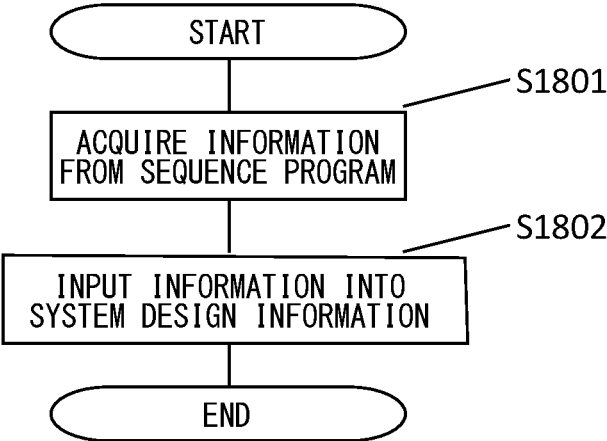 START
S1801
ACQUIRE INFORMATION
FROM SEQUENCE PROGRAM
S1802
INPUT INFORMATION INTO
SYSTEM DESIGN INFORMATION
END